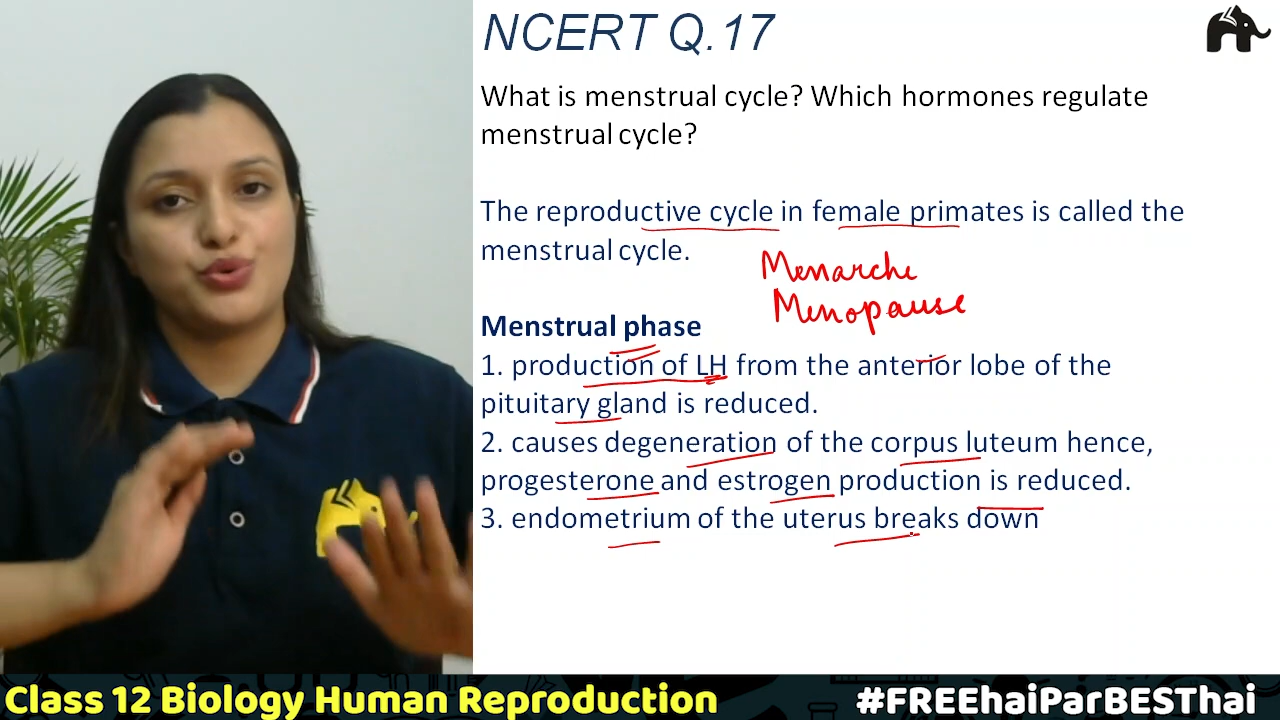 NCERT Q.17
What is menstrual cycle? Which hormones regulate
menstrual cycle?
The reproductive cycle in female primates is called the
menstrual cycle.
Menarche
Menopause
Menstrual phase
1. production of LH from the anterior lobe of the
pituitary gland is reduced.
2. causes degeneration of the corpus luteum hence,
progesterone and estrogen production is reduced.
3. endometrium of the uterus breaks down
Class 12 Biology Human Reproduction
#FREEhaiParBESThai